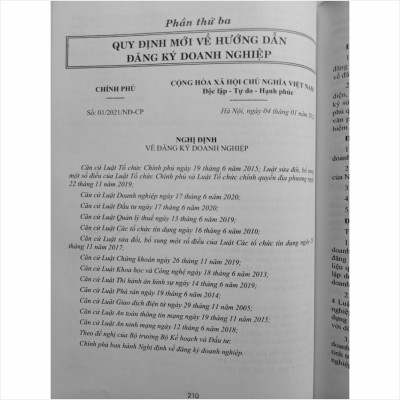 Phần thứ ba
QUY ĐỊNH MỚI VỀ HƯỚNG DẪN
ĐĂNG KÝ DOANH NGHIỆP
CHÍNH PHỦ
CỘNG HÒA XÃ HỘI CHỦ NGHĨA VIỆT NAM
Độc lập - Tự do - Hạnh phúc
Số: 01/2021/NĐ-CP
Hà Nội, ngày 04 tháng 01 năm
NGHỊ ĐỊNH
VỀ ĐĂNG KÝ DOANH NGHIỆP
Căn cứ Luật Tổ chức Chính phủ ngày 19 tháng 6 năm 2015; Luật sửa đổi, bổ sung
một số điều của Luật Tổ chức Chính phủ và Luật Tổ chức chính quyền địa phương ngày
22 tháng 11 năm 2019;
Căn cứ Luật Doanh nghiệp ngày 17 tháng 6 năm 2020;
Căn cứ Luật Đầu tư ngày 17 tháng 6 năm 2020;
Căn cứ Luật Quản lý thuế ngày 13 tháng 6 năm 2019;
Căn cứ Luật Các tổ chức tín dụng ngày 16 tháng 6 năm 2010;
Căn cứ Luật sửa đổi, bổ sung một số điều của Luật Các tổ chức tín dụng ngày
tháng 11 năm 2017;
Căn cứ Luật Chứng khoán ngày 26 tháng 11 năm 2019;
Căn cứ Luật Khoa học và Công nghệ ngày 18 tháng 6 năm 2013;
Căn cứ Luật Thi hành án hình sự ngày 14 tháng 6 năm 2019;
Căn cứ Luật Phá sản ngày 19 tháng 6 năm 2014;
Căn cứ Luật Giao dịch điện tử ngày 29 tháng 11 năm 2005;
Căn cứ Luật An toàn thông tin mạng ngày 19 tháng 11 năm 2015;
Căn cứ Luật An ninh mạng ngày 12 tháng 6 năm 2018;
Theo đề nghị của Bộ trưởng Bộ Kế hoạch và Đầu tư;
Chính phủ ban hành Nghị định về đăng ký doanh nghiệp.
210